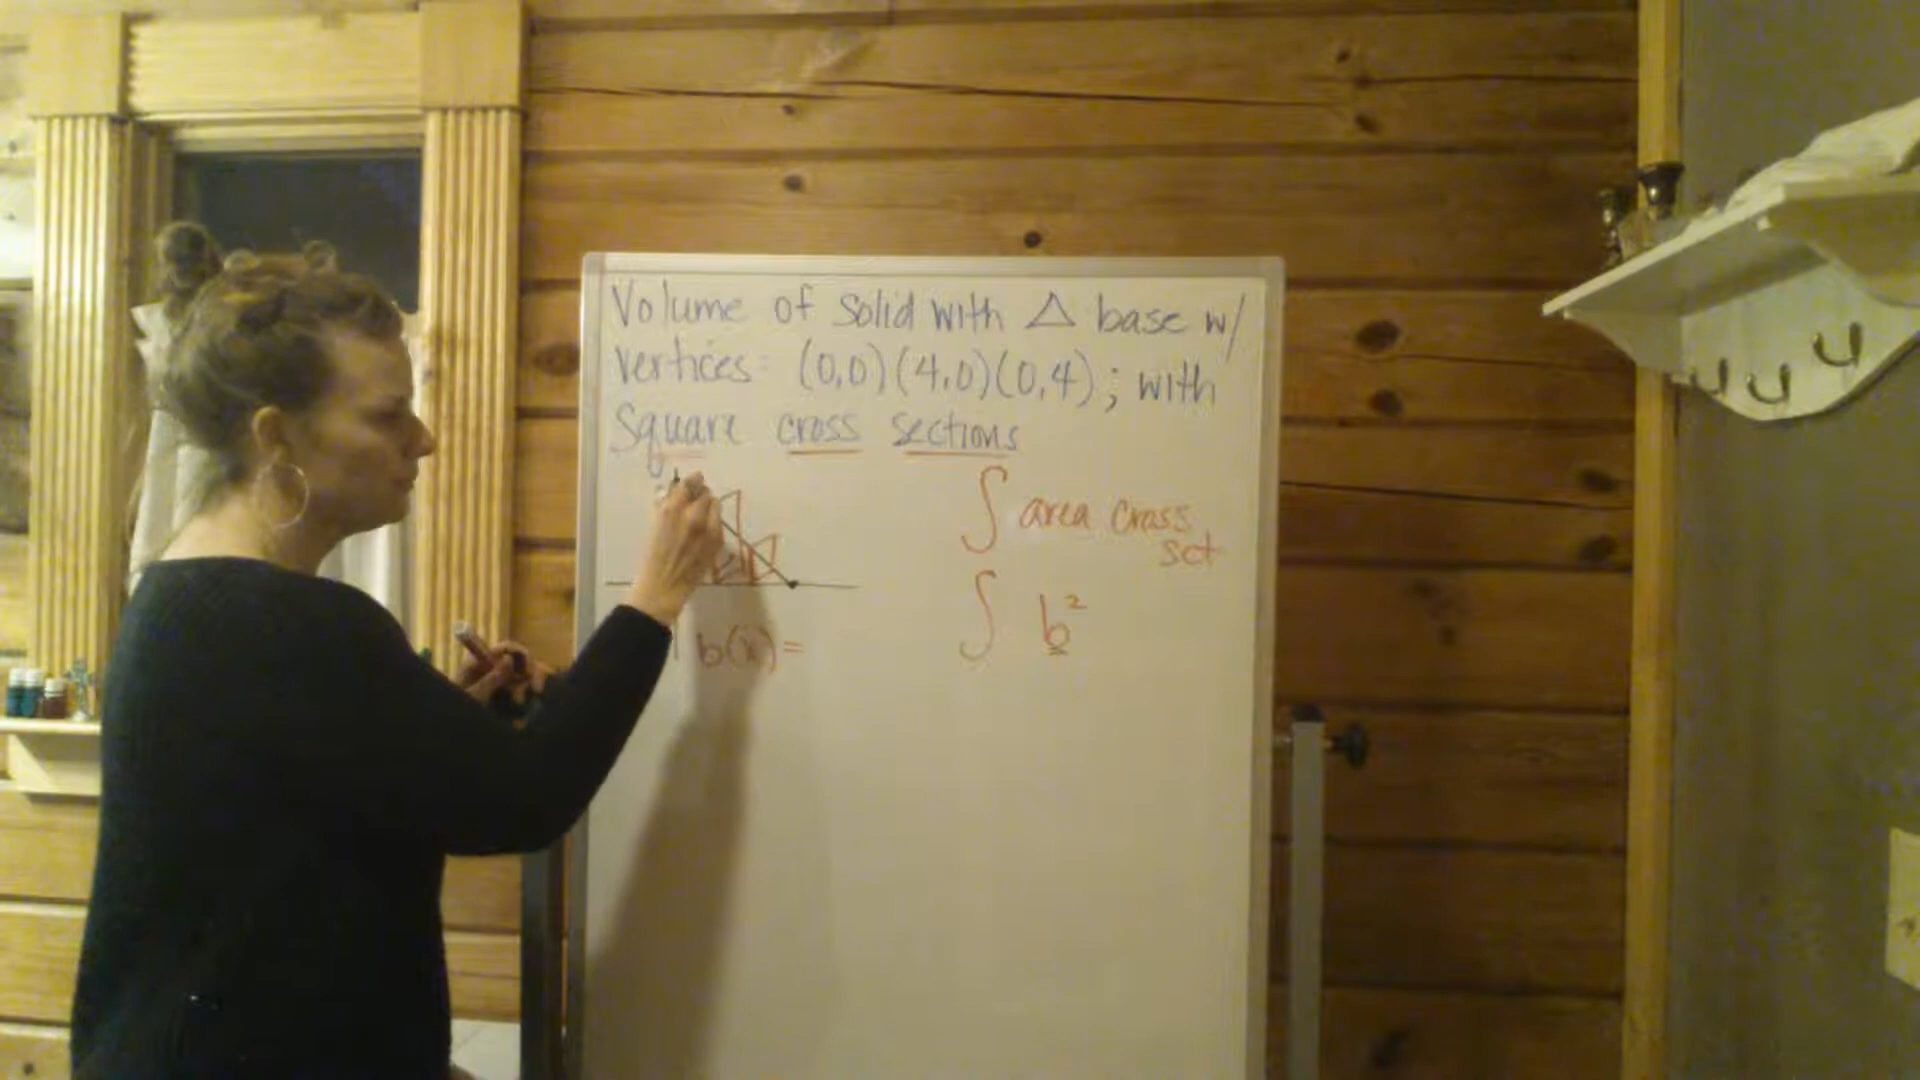 Volume of Solid with △ base w/
vertices: (0,0)(4,0)(0,4); with
Square cross sections
∫ area cross
sct
∫ b²
b(x)=